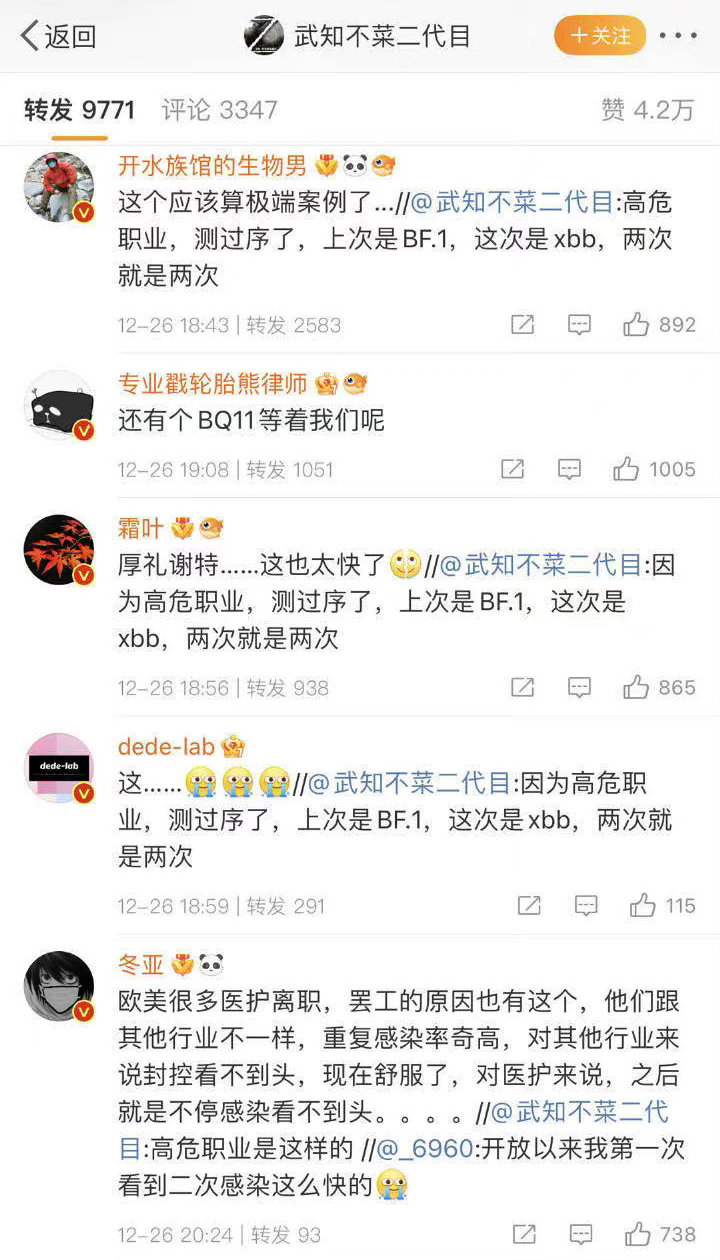 返回
武知不菜二代目
+关注
转发 9771 评论 3347
赞 4.2万
开水族馆的生物男
这个应该算极端案例了...//@武知不菜二代目:高危
职业，测过序了，上次是BF.1，这次是xbb，两次
就是两次
12-26 18:43 | 转发 2583
892
专业戳轮胎熊律师
还有个BQ11等着我们呢
12-26 19:08 | 转发 1051
1005
霜叶
厚礼谢特……这也太快了//@武知不菜二代目:因
为高危职业，测过序了，上次是BF.1，这次是
xbb，两次就是两次
12-26 18:56 | 转发 938
865
dede-lab
dede-lab
这……//@武知不菜二代目:因为高危职
业，测过序了，上次是BF.1，这次是xbb，两次就
是两次
12-26 18:59 | 转发 291
115
冬亚
欧美很多医护离职，罢工的原因也有这个，他们跟
其他行业不一样，重复感染率奇高，对其他行业来
说封控看不到头，现在舒服了，对医护来说，之后
就是不停感染看不到头。。。。//@武知不菜二代
目:高危职业是这样的 //@_6960:开放以来我第一次
看到二次感染这么快的
12-26 20:24 | 转发 93
738